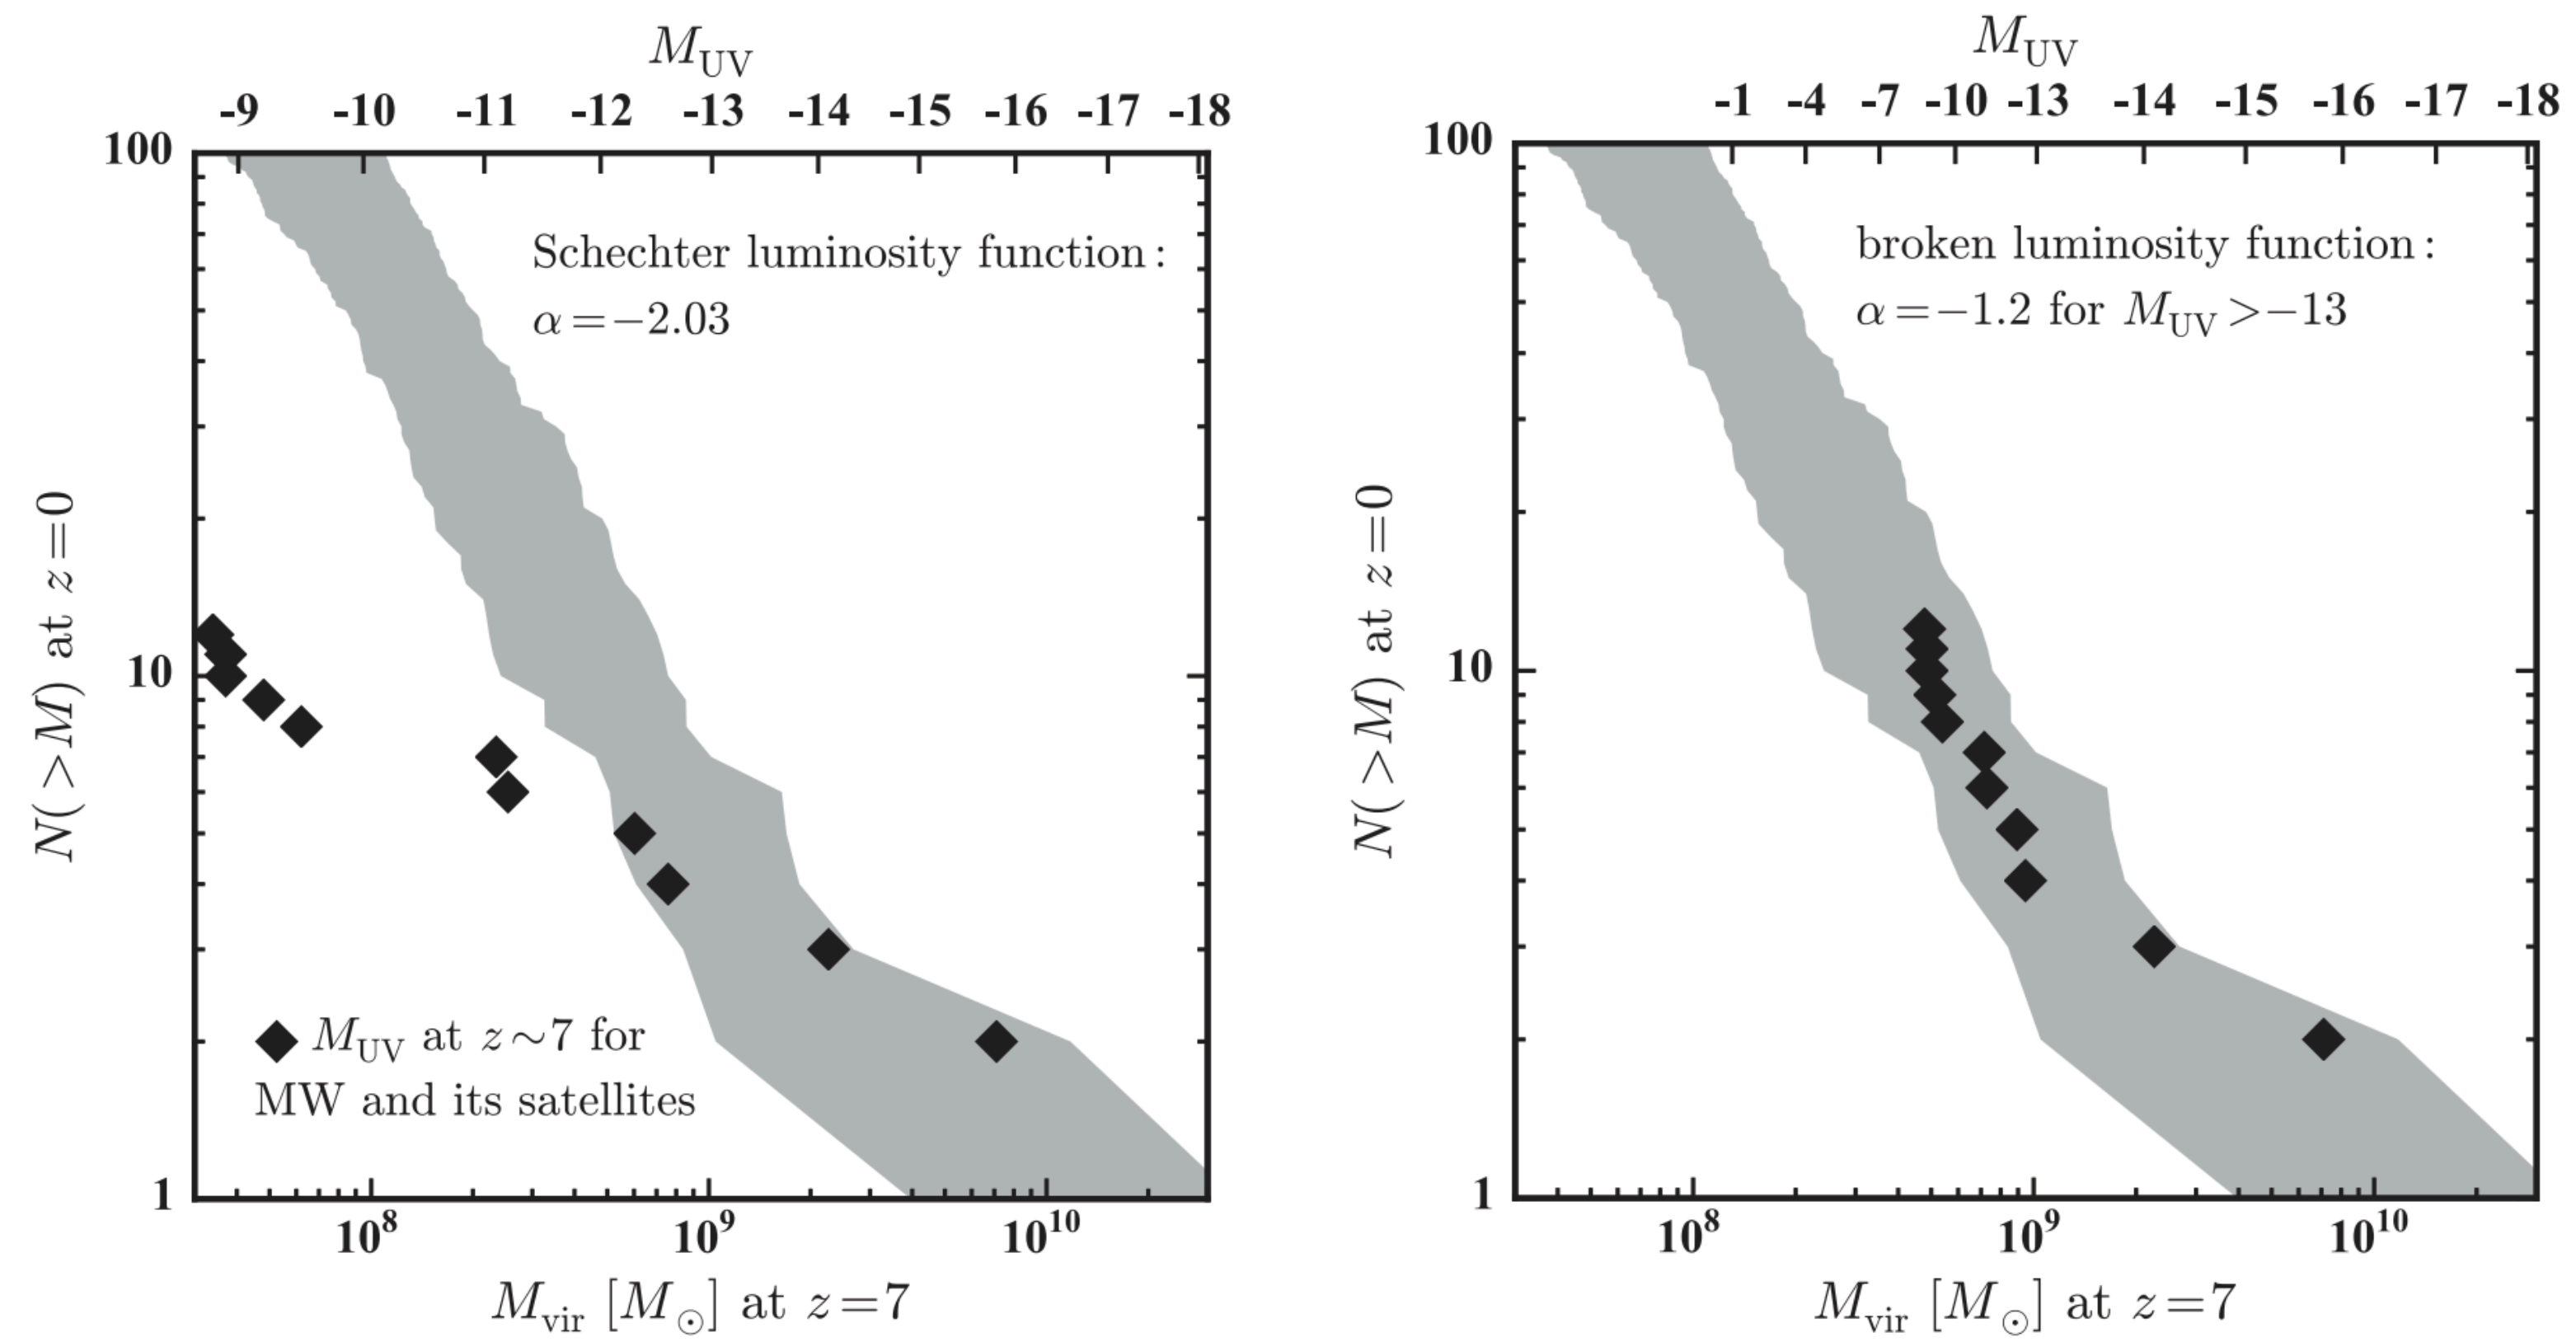 M_UV
-9 -10 -11 -12 -13 -14 -15 -16 -17 -18
100
10
1
N(>M) at z=0
Schechter luminosity function:
α=−2.03
M_UV at z∼7 for
MW and its satellites
10^8 10^9 10^10
M_vir [M_⊙] at z=7
M_UV
-1 -4 -7 -10 -13 -14 -15 -16 -17 -18
100
10
1
N(>M) at z=0
broken luminosity function:
α=−1.2 for M_UV >−13
10^8 10^9 10^10
M_vir [M_⊙] at z=7